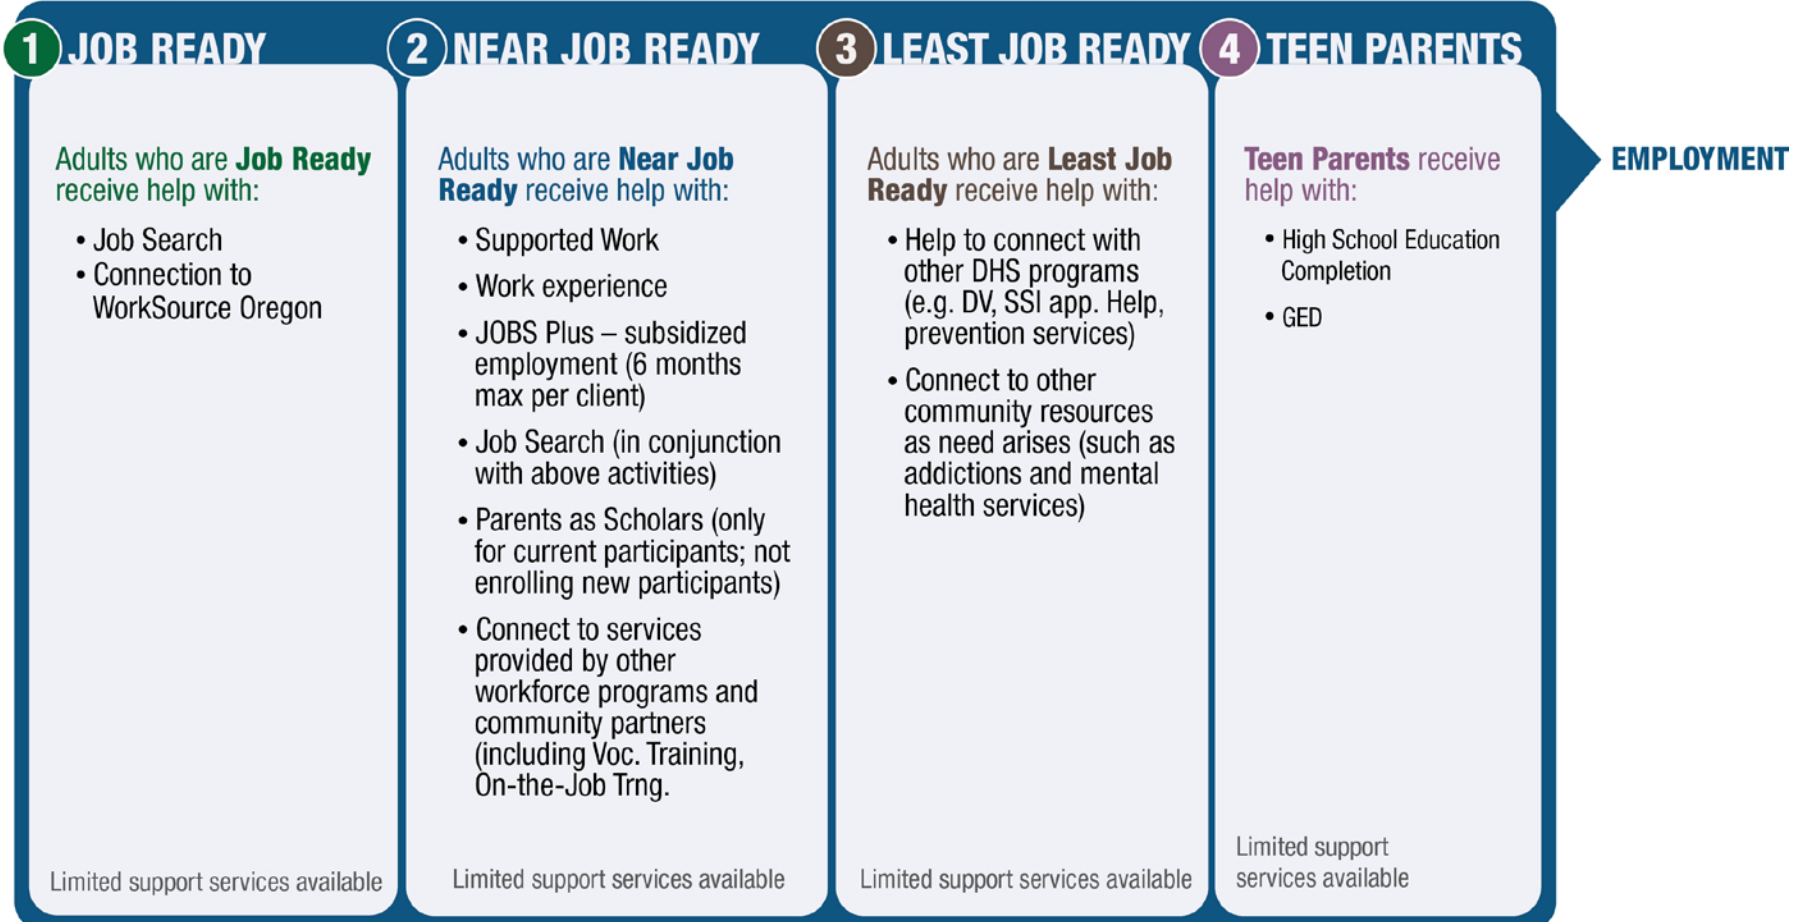 1 JOB READY
Adults who are Job Ready
receive help with:
• Job Search
• Connection to
WorkSource Oregon
Limited support services available
2 NEAR JOB READY
Adults who are Near Job
Ready receive help with:
• Supported Work
• Work experience
• JOBS Plus – subsidized
employment (6 months
max per client)
• Job Search (in conjunction
with above activities)
• Parents as Scholars (only
for current participants; not
enrolling new participants)
• Connect to services
provided by other
workforce programs and
community partners
(including Voc. Training,
On-the-Job Trng.
Limited support services available
3 LEAST JOB READY
Adults who are Least Job
Ready receive help with:
• Help to connect with
other DHS programs
(e.g. DV, SSI app. Help,
prevention services)
• Connect to other
community resources
as need arises (such as
addictions and mental
health services)
Limited support services available
4 TEEN PARENTS
Teen Parents receive
help with:
• High School Education
Completion
• GED
Limited support
services available
EMPLOYMENT